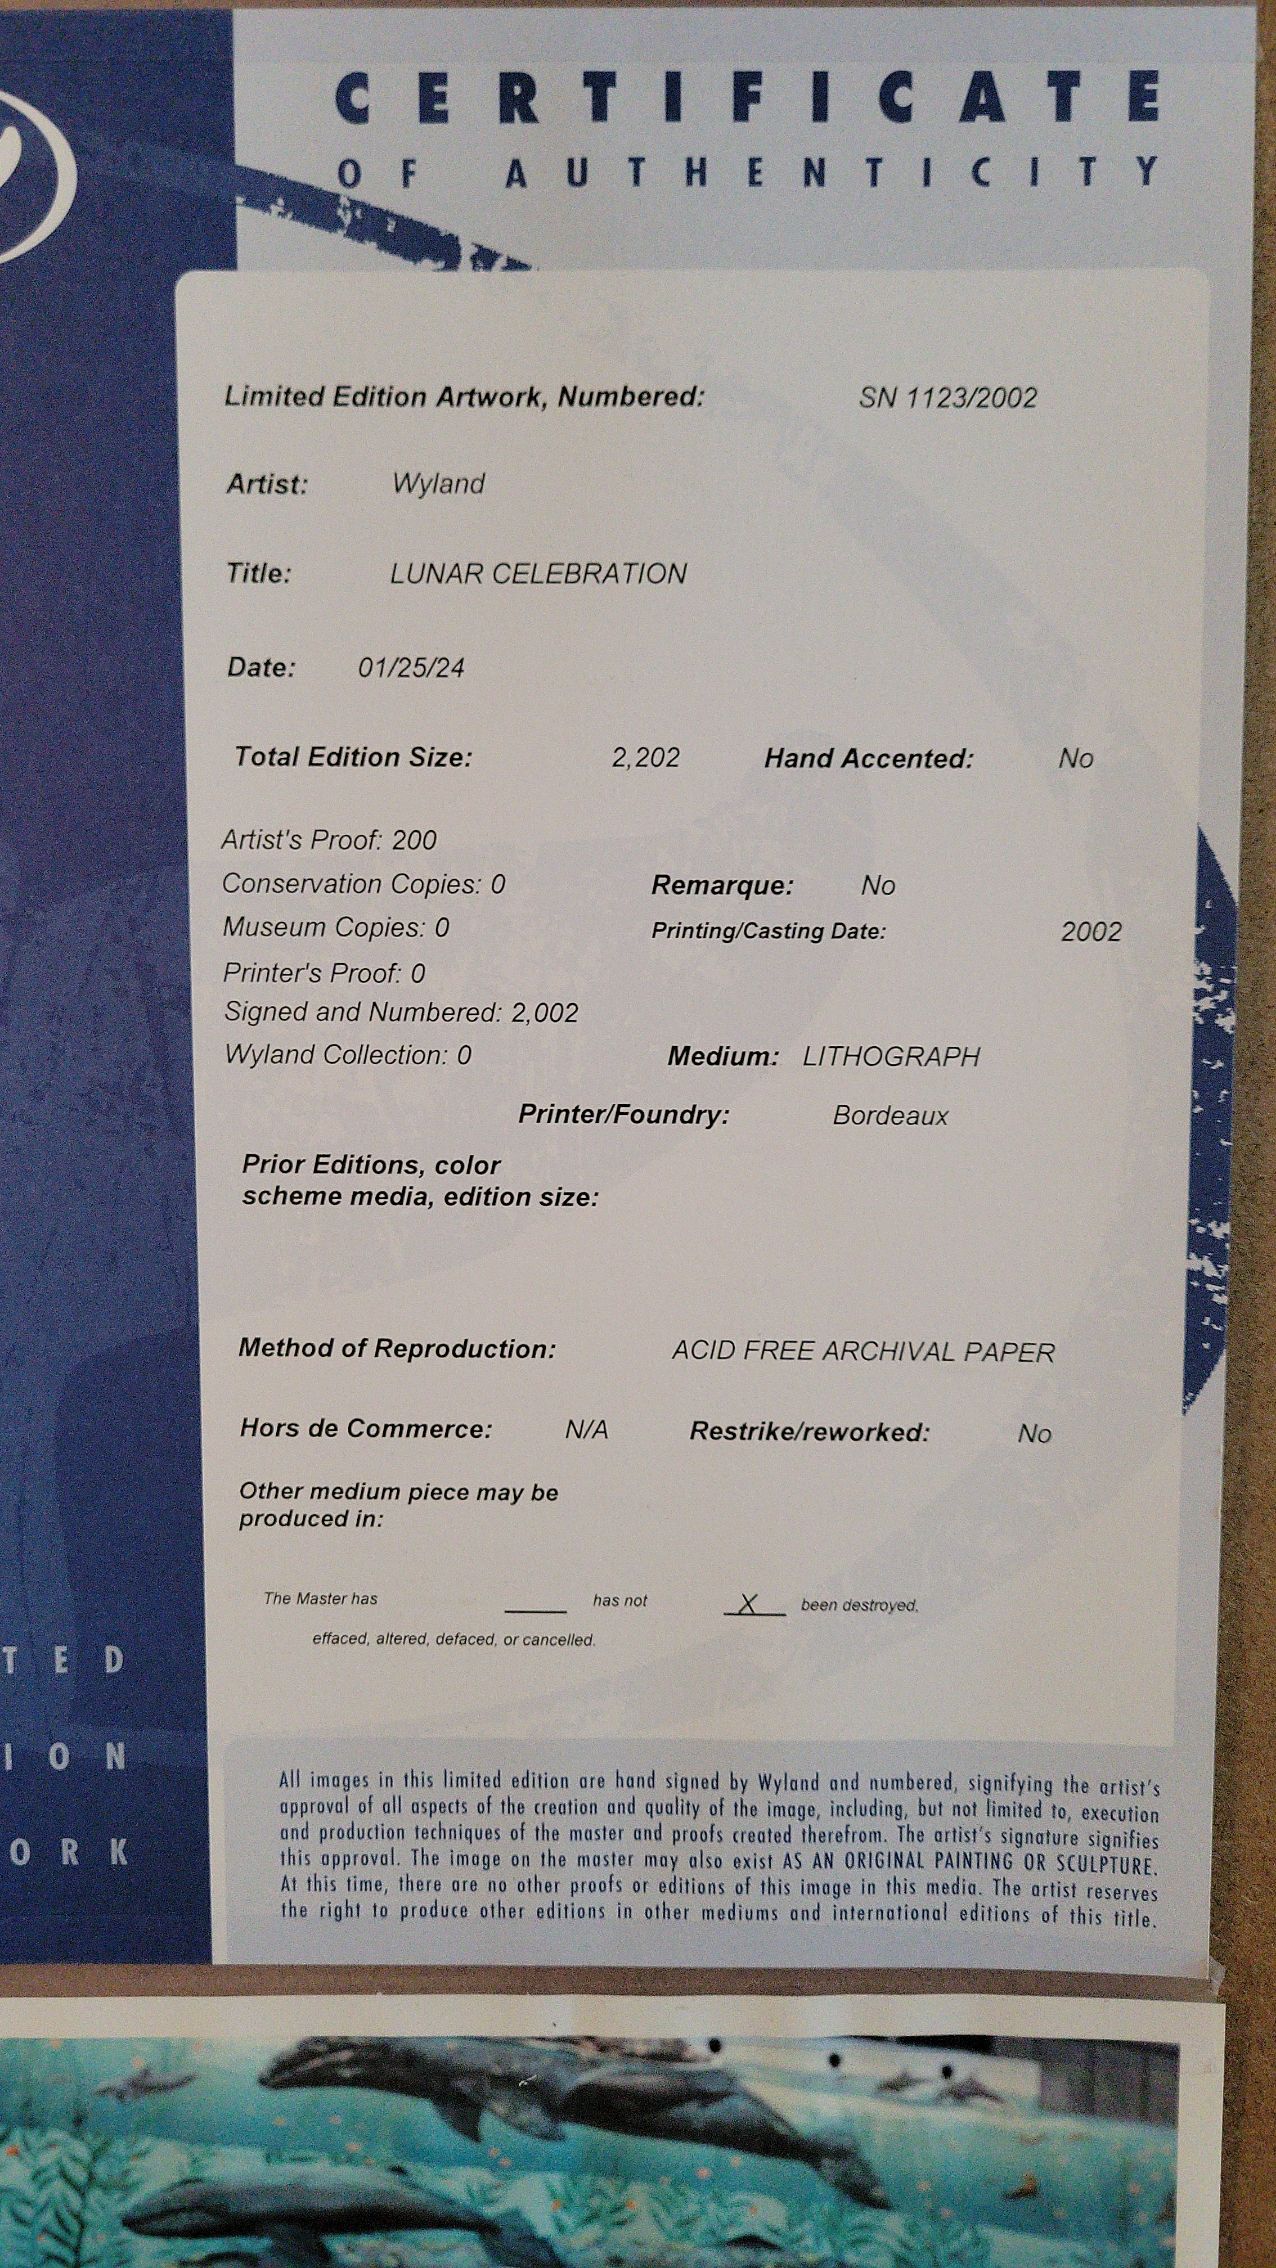 CERTIFICATE
OF AUTHENTICITY
Limited Edition Artwork, Numbered: SN 1123/2002
Artist: Wyland
Title: LUNAR CELEBRATION
Date: 01/25/24
Total Edition Size: 2,202 Hand Accented: No
Artist's Proof: 200
Conservation Copies: 0 Remarque: No
Museum Copies: 0 Printing/Casting Date: 2002
Printer's Proof: 0
Signed and Numbered: 2,002
Wyland Collection: 0 Medium: LITHOGRAPH
Printer/Foundry: Bordeaux
Prior Editions, color
scheme media, edition size:
Method of Reproduction: ACID FREE ARCHIVAL PAPER
Hors de Commerce: N/A Restrike/reworked: No
Other medium piece may be
produced in:
The Master has ____ has not X been destroyed,
effaced, altered, defaced, or cancelled.
TED
ION
ORK
All images in this limited edition are hand signed by Wyland and numbered, signifying the artist's
approval of all aspects of the creation and quality of the image, including, but not limited to, execution
and production techniques of the master and proofs created therefrom. The artist's signature signifies
this approval. The image on the master may also exist AS AN ORIGINAL PAINTING OR SCULPTURE.
At this time, there are no other proofs or editions of this image in this media. The artist reserves
the right to produce other editions in other mediums and international editions of this title.